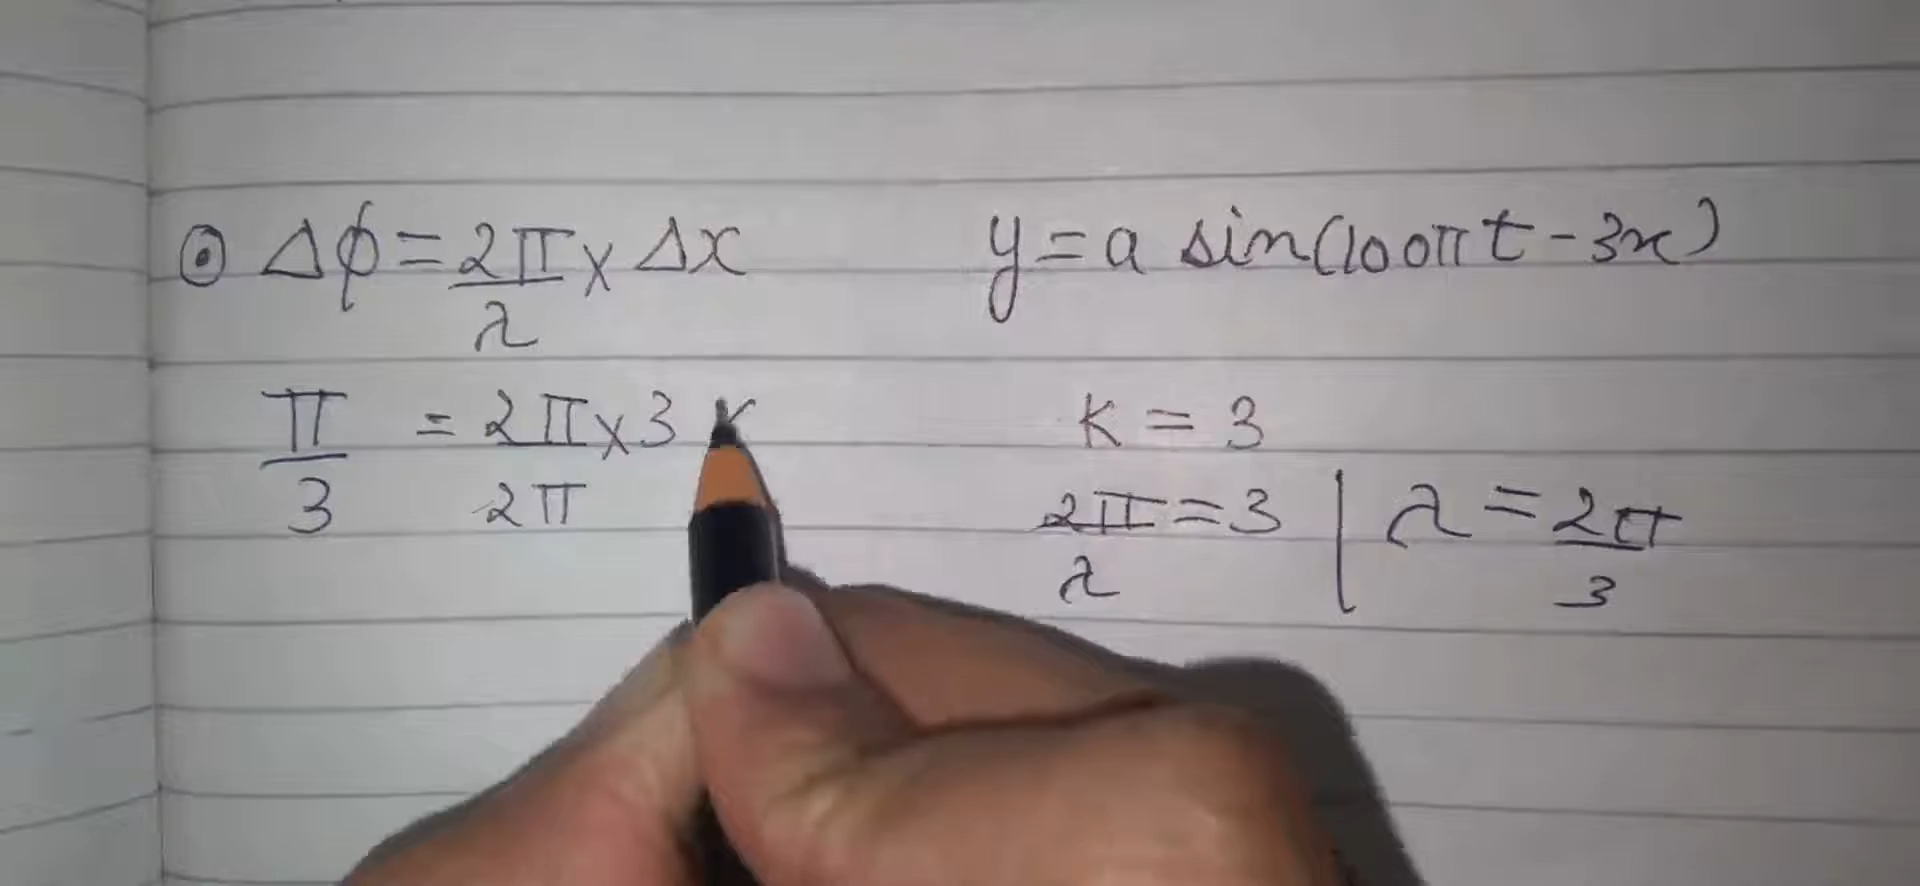 ⊙ Δϕ = 2π/λ × Δx
y = a sin(100πt - 3x)
π/3 = 2π × 3/2π
K = 3
2π/λ = 3 | λ = 2π/3